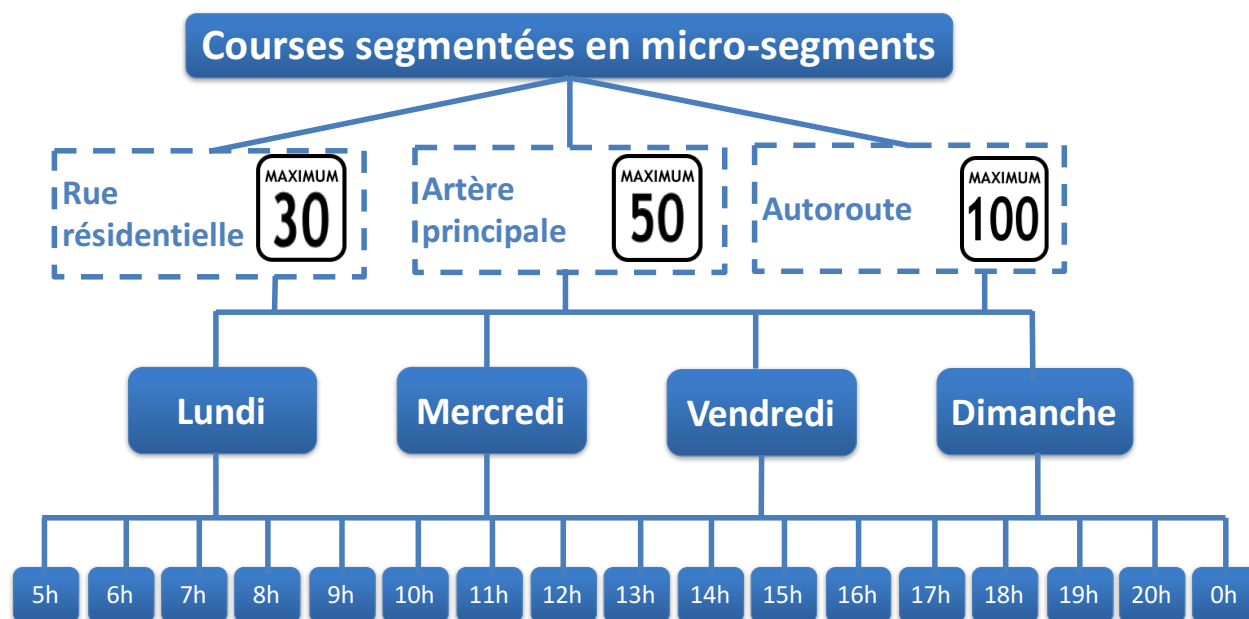 Courses segmentées en micro-segments
Rue
résidentielle
MAXIMUM
30
Artère
principale
MAXIMUM
50
Autoroute
MAXIMUM
100
Lundi
Mercredi
Vendredi
Dimanche
5h
6h
7h
8h
9h
10h
11h
12h
13h
14h
15h
16h
17h
18h
19h
20h
0h